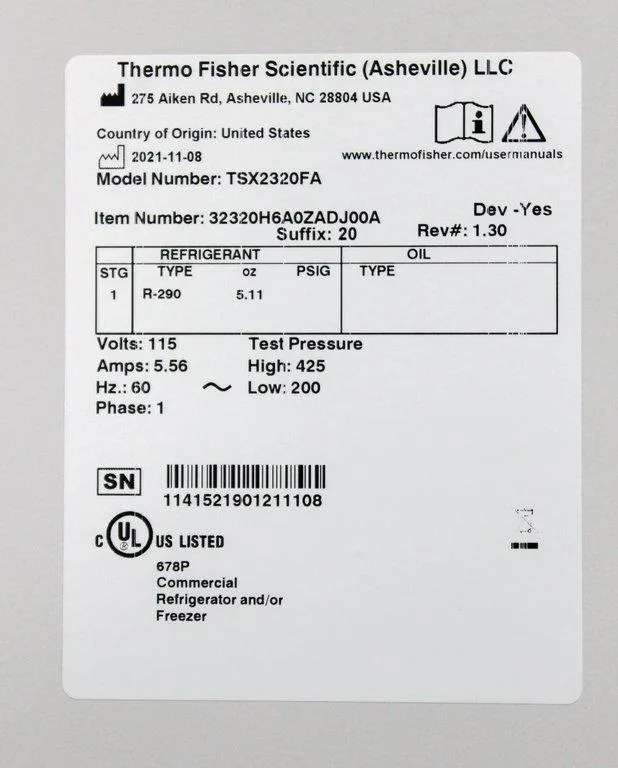 Thermo Fisher Scientific (Asheville) LLC
275 Aiken Rd, Asheville, NC 28804 USA
Country of Origin: United States
2021-11-08
www.thermofisher.com/usermanuals
Model Number: TSX2320FA
Item Number: 32320H6A0ZADJ00A
Dev -Yes
Suffix: 20
Rev#: 1.30
REFRIGERANT OIL
STG TYPE oz PSIG TYPE
1 R-290 5.11
Volts: 115 Test Pressure
Amps: 5.56 High: 425
Hz.: 60 ~ Low: 200
Phase: 1
SN
1141521901211108
C UL ® US LISTED
678P
Commercial
Refrigerator and/or
Freezer